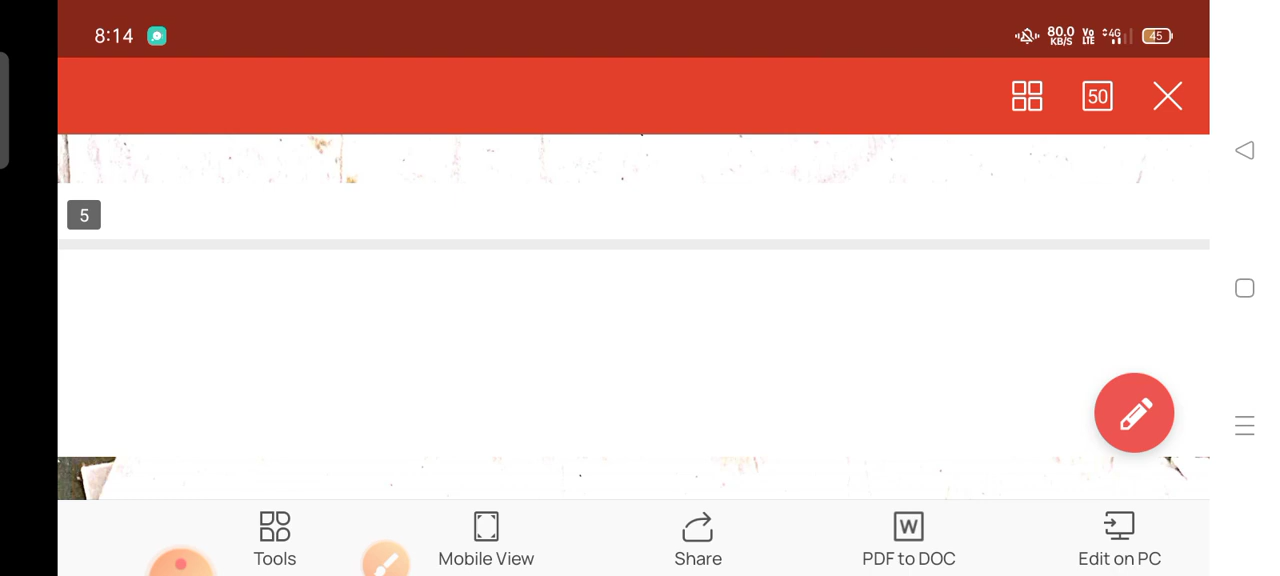 8:14 80.0 KB/S Vo LTE 4G 45
50
5
Tools Mobile View Share PDF to DOC Edit on PC